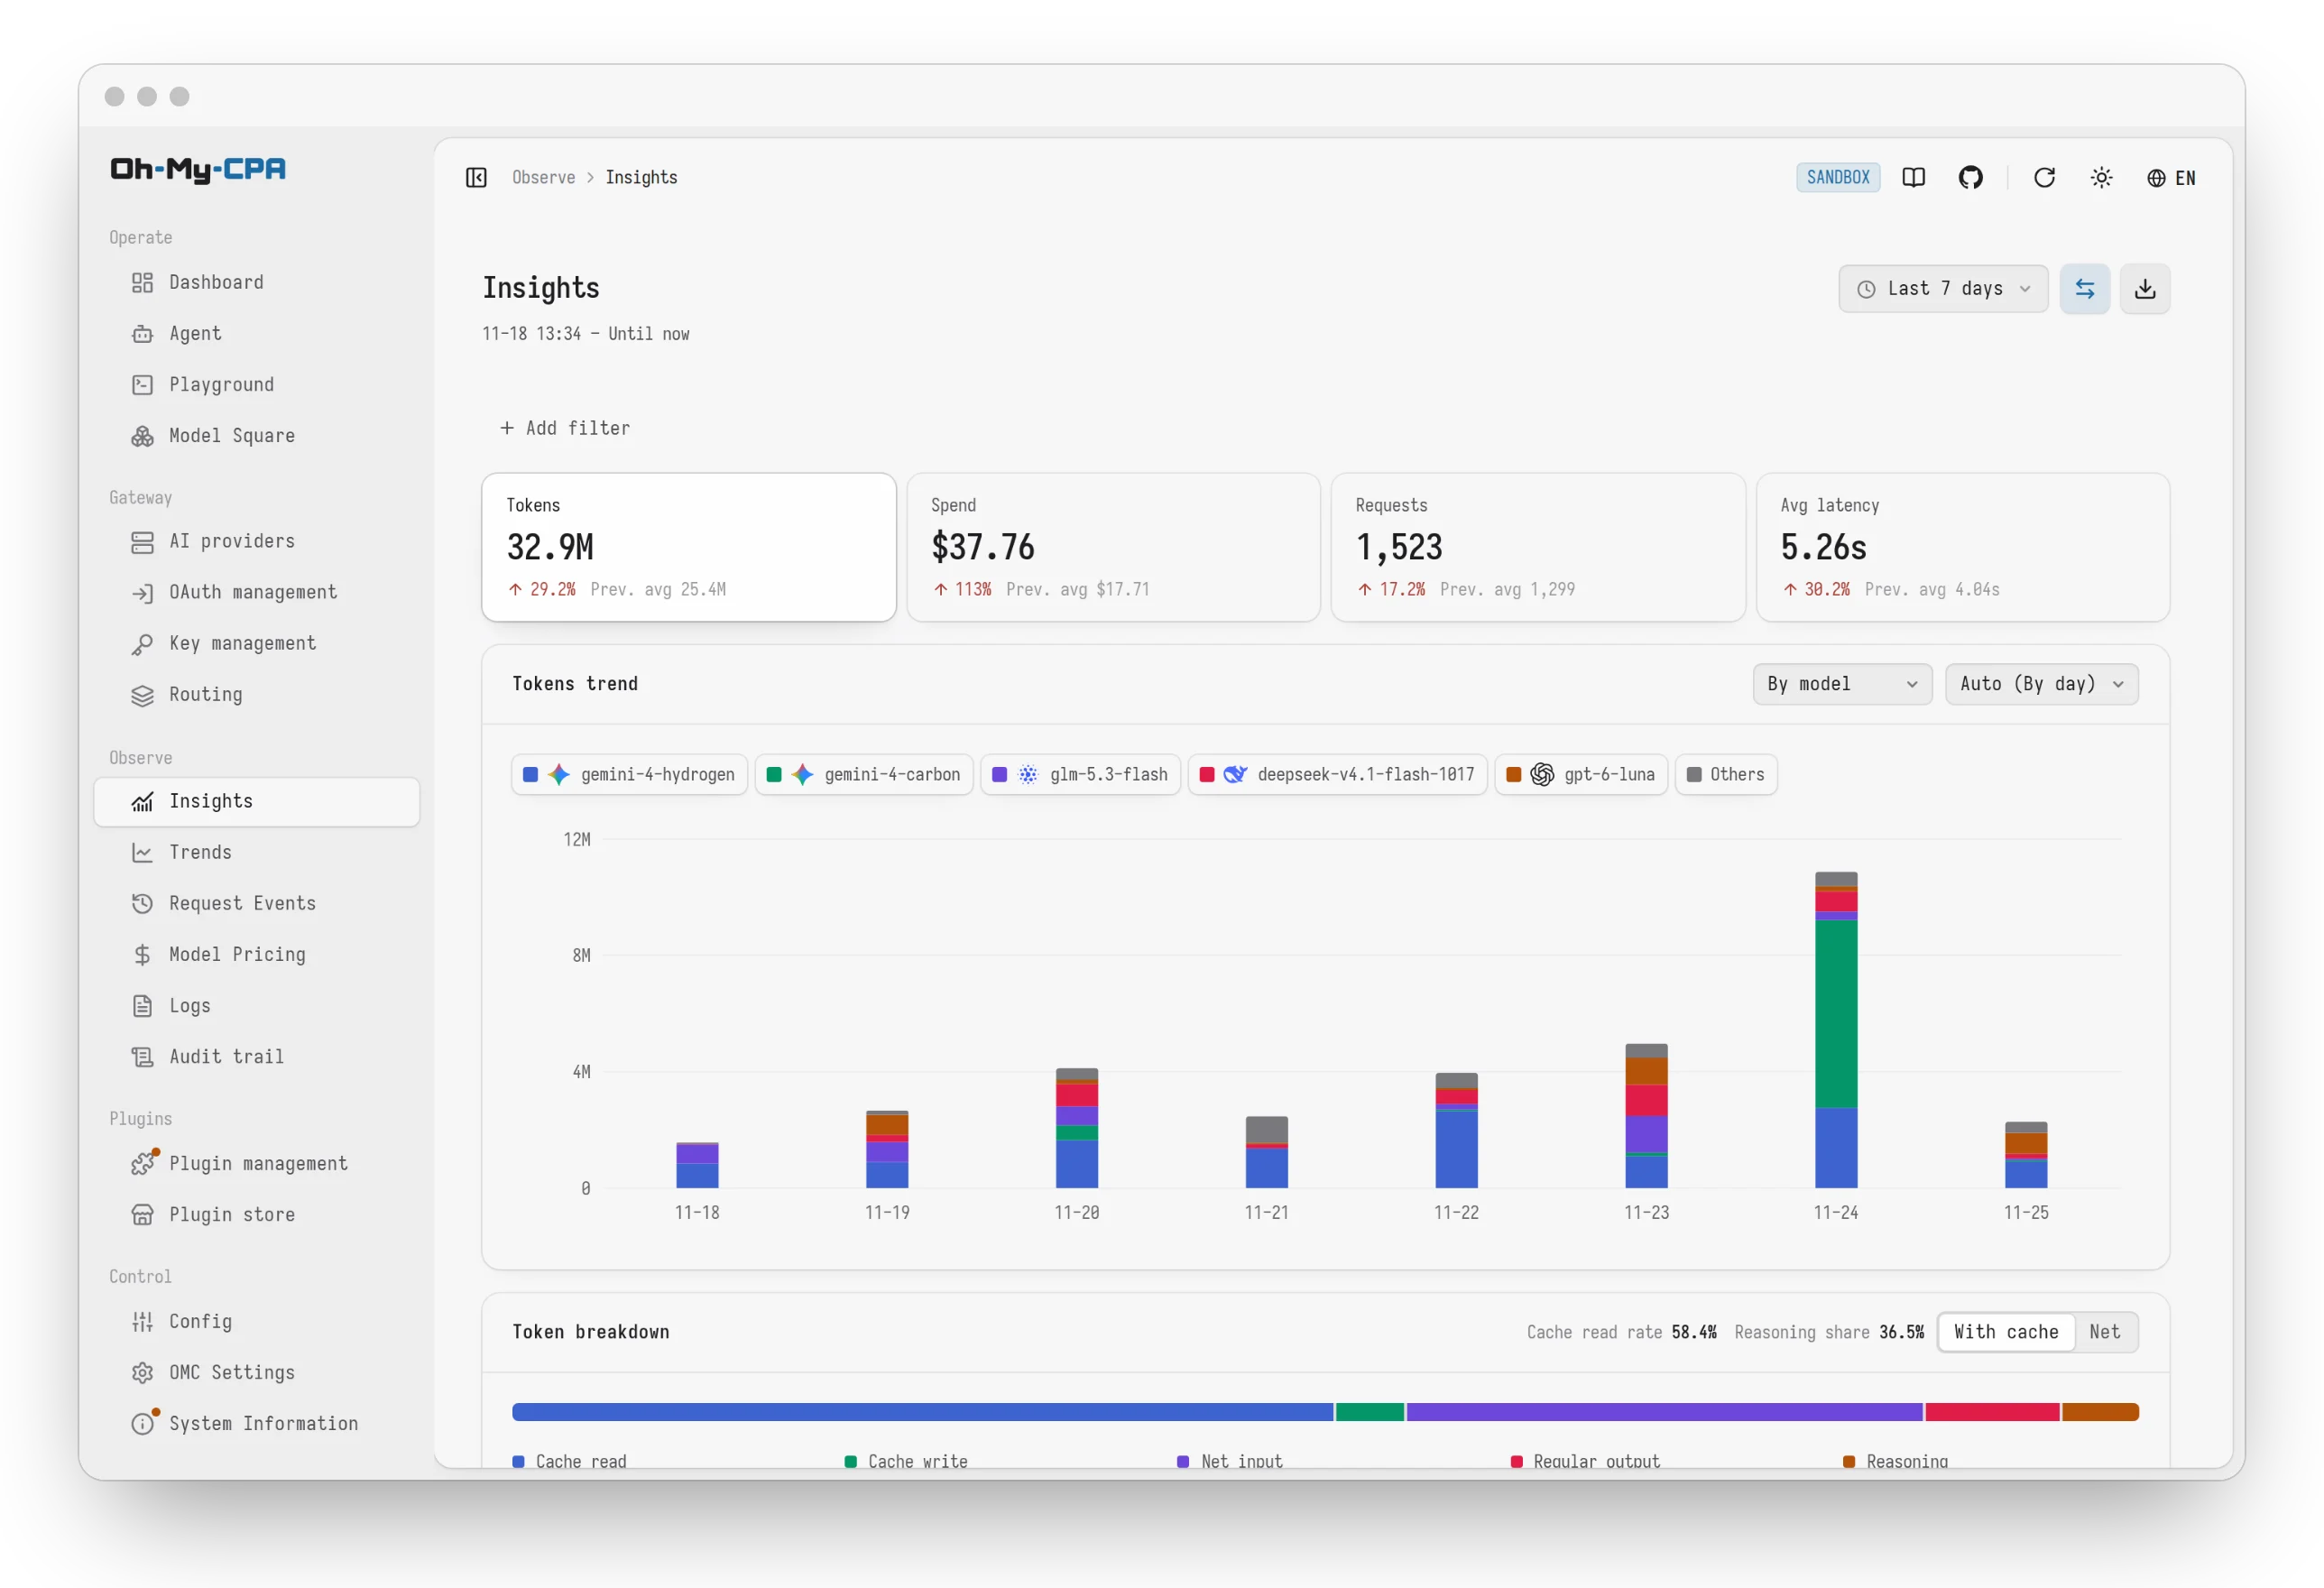 Oh-My-CPA
Operate
Dashboard
Agent
Playground
Model Square
Gateway
AI providers
OAuth management
Key management
Routing
Observe
Insights
Trends
Request Events
Model Pricing
Logs
Audit trail
Plugins
Plugin management
Plugin store
Control
Config
OMC Settings
System Information
Observe > Insights
SANDBOX
EN
Insights
11-18 13:34 – Until now
Last 7 days
+ Add filter
Tokens
32.9M
↑ 29.2% Prev. avg 25.4M
Spend
$37.76
↑ 113% Prev. avg $17.71
Requests
1,523
↑ 17.2% Prev. avg 1,299
Avg latency
5.26s
↑ 30.2% Prev. avg 4.04s
Tokens trend
By model
Auto (By day)
gemini-4-hydrogen
gemini-4-carbon
glm-5.3-flash
deepseek-v4.1-flash-1017
gpt-6-luna
Others
12M
8M
4M
0
11-18
11-19
11-20
11-21
11-22
11-23
11-24
11-25
Token breakdown
Cache read rate 58.4%
Reasoning share 36.5%
With cache
Net
Cache read
Cache write
Net input
Regular output
Reasoning